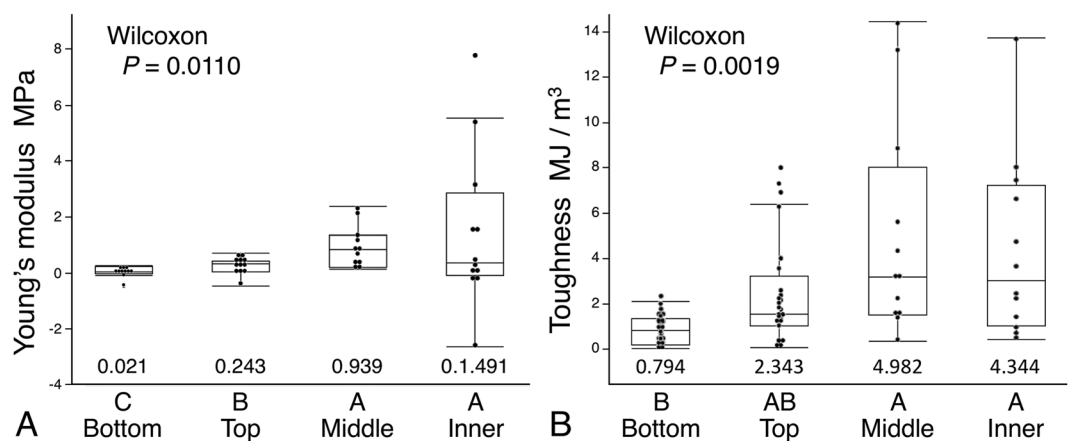 Wilcoxon
P = 0.0110
Young's modulus MPa
8
6
4
2
0
-2
-4
0.021 0.243 0.939 0.1.491
C B A A
Bottom Top Middle Inner
A
Wilcoxon
P = 0.0019
Toughness MJ / m³
14
12
10
8
6
4
2
0
0.794 2.343 4.982 4.344
B AB A A
Bottom Top Middle Inner
B